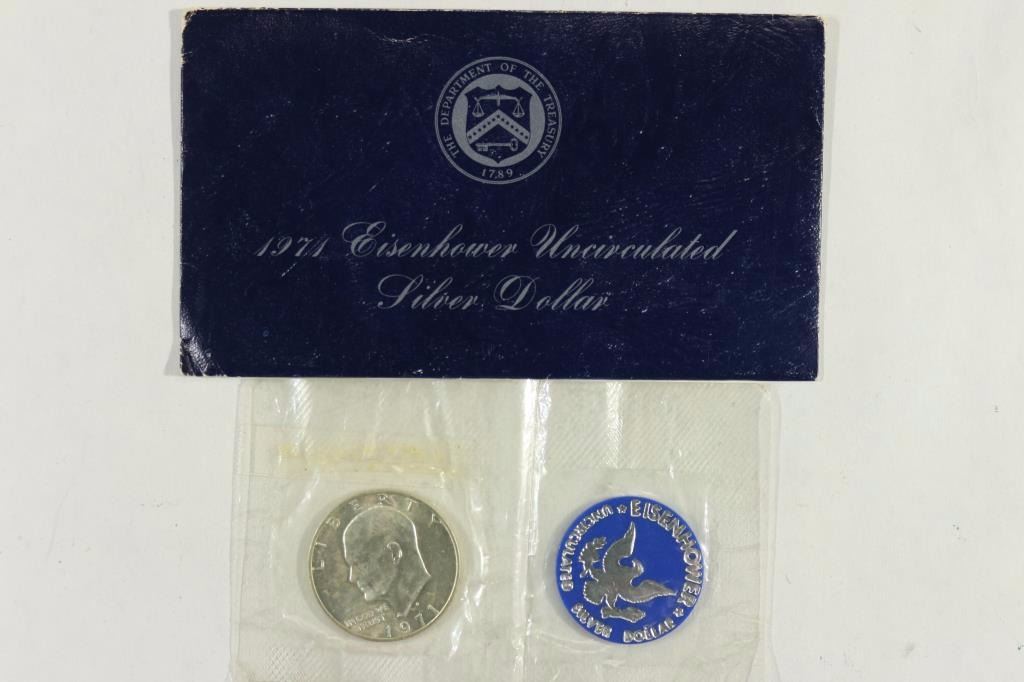 THE DEPARTMENT OF THE TREASURY
1789
1971 Eisenhower Uncirculated
Silver Dollar
LIBERTY
IN GOD WE
TRUST
1971
EISENHOWER
UNCIRCULATED
SILVER DOLLAR